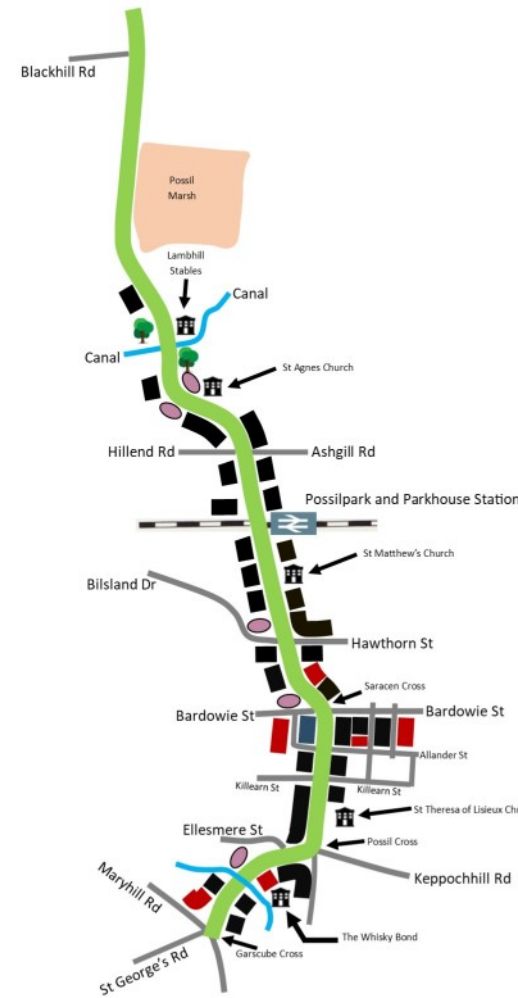 Blackhill Rd
Possil
Marsh
Lambhill
Stables
Canal
Canal
St Agnes Church
Hillend Rd
Ashgill Rd
Possilpark and Parkhouse Station
St Matthew's Church
Bilsland Dr
Hawthorn St
Saracen Cross
Bardowie St
Bardowie St
Allander St
Killearn St
Killearn St
St Theresa of Lisieux Chu
Ellesmere St
Possil Cross
Maryhill Rd
Keppochhill Rd
The Whisky Bond
St George's Rd
Garscube Cross